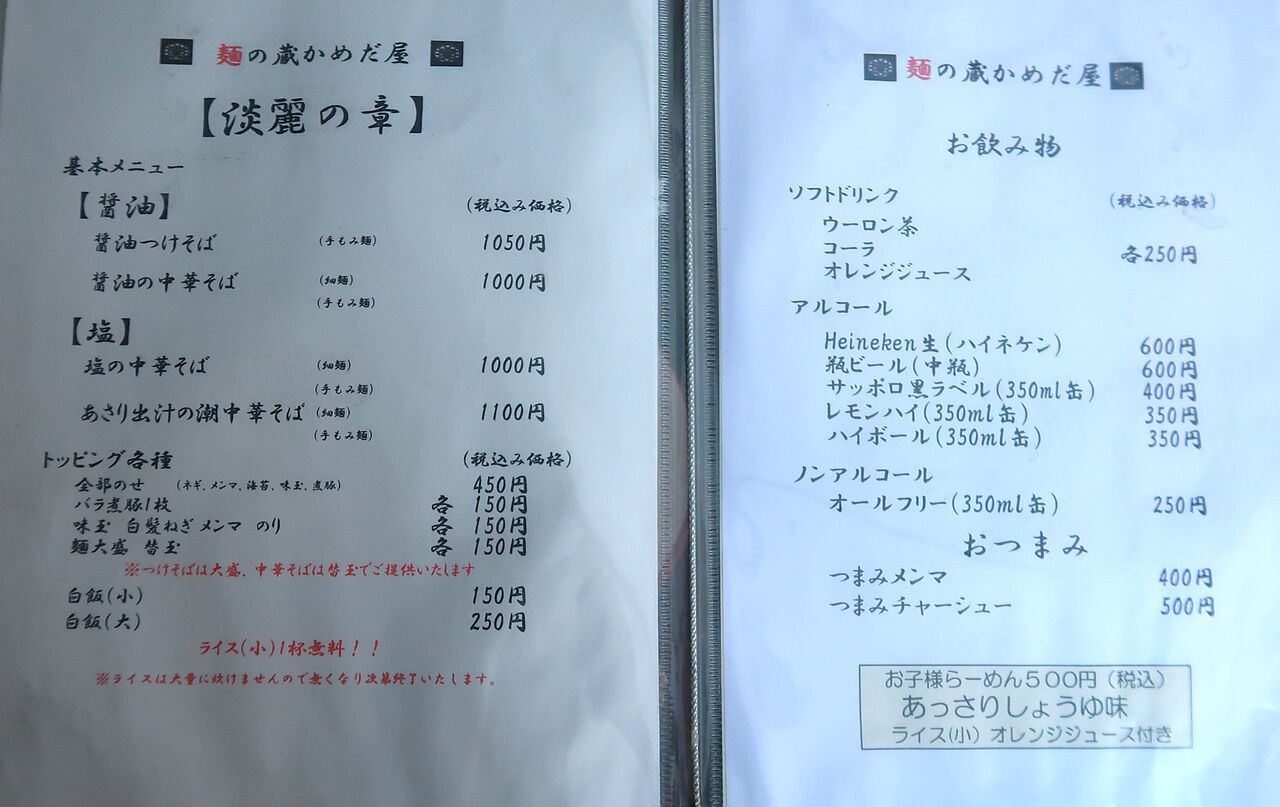 麺の蔵かめだ屋
【淡麗の章】
基本メニュー
【醤油】 (税込み価格)
醤油つけそば (手もみ麺) 1050円
醤油の中華そば (細麺) 1000円
(手もみ麺)
【塩】
塩の中華そば (細麺) 1000円
(手もみ麺)
あさり出汁の潮中華そば (細麺) 1100円
(手もみ麺)
トッピング各種 (税込み価格)
全部のせ (ネギ、メンマ、海苔、味玉、煮豚) 450円
バラ煮豚1枚 各 150円
味玉 白髪ねぎ メンマ のり 各 150円
麺大盛 替玉 各 150円
※つけそばは大盛、中華そばは替玉でご提供いたします
白飯(小) 150円
白飯(大) 250円
ライス(小)1杯無料！！
※ライスは大量に炊けませんので無くなり次第終了いたします。
麺の蔵かめだ屋
お飲み物
ソフトドリンク (税込み価格)
ウーロン茶
コーラ 各250円
オレンジジュース
アルコール
Heineken生(ハイネケン) 600円
瓶ビール(中瓶) 600円
サッポロ黒ラベル(350ml缶) 400円
レモンハイ(350ml缶) 350円
ハイボール(350ml缶) 350円
ノンアルコール
オールフリー(350ml缶) 250円
おつまみ
つまみメンマ 400円
つまみチャーシュー 500円
お子様らーめん５００円（税込）
あっさりしょうゆ味
ライス(小) オレンジジュース付き